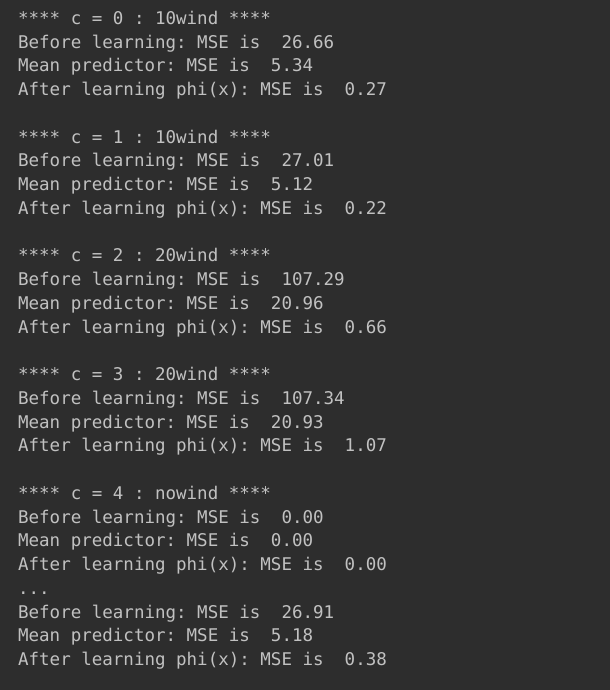 **** c = 0 : 10wind ****
Before learning: MSE is  26.66
Mean predictor: MSE is  5.34
After learning phi(x): MSE is  0.27

**** c = 1 : 10wind ****
Before learning: MSE is  27.01
Mean predictor: MSE is  5.12
After learning phi(x): MSE is  0.22

**** c = 2 : 20wind ****
Before learning: MSE is  107.29
Mean predictor: MSE is  20.96
After learning phi(x): MSE is  0.66

**** c = 3 : 20wind ****
Before learning: MSE is  107.34
Mean predictor: MSE is  20.93
After learning phi(x): MSE is  1.07

**** c = 4 : nowind ****
Before learning: MSE is  0.00
Mean predictor: MSE is  0.00
After learning phi(x): MSE is  0.00
...
Before learning: MSE is  26.91
Mean predictor: MSE is  5.18
After learning phi(x): MSE is  0.38